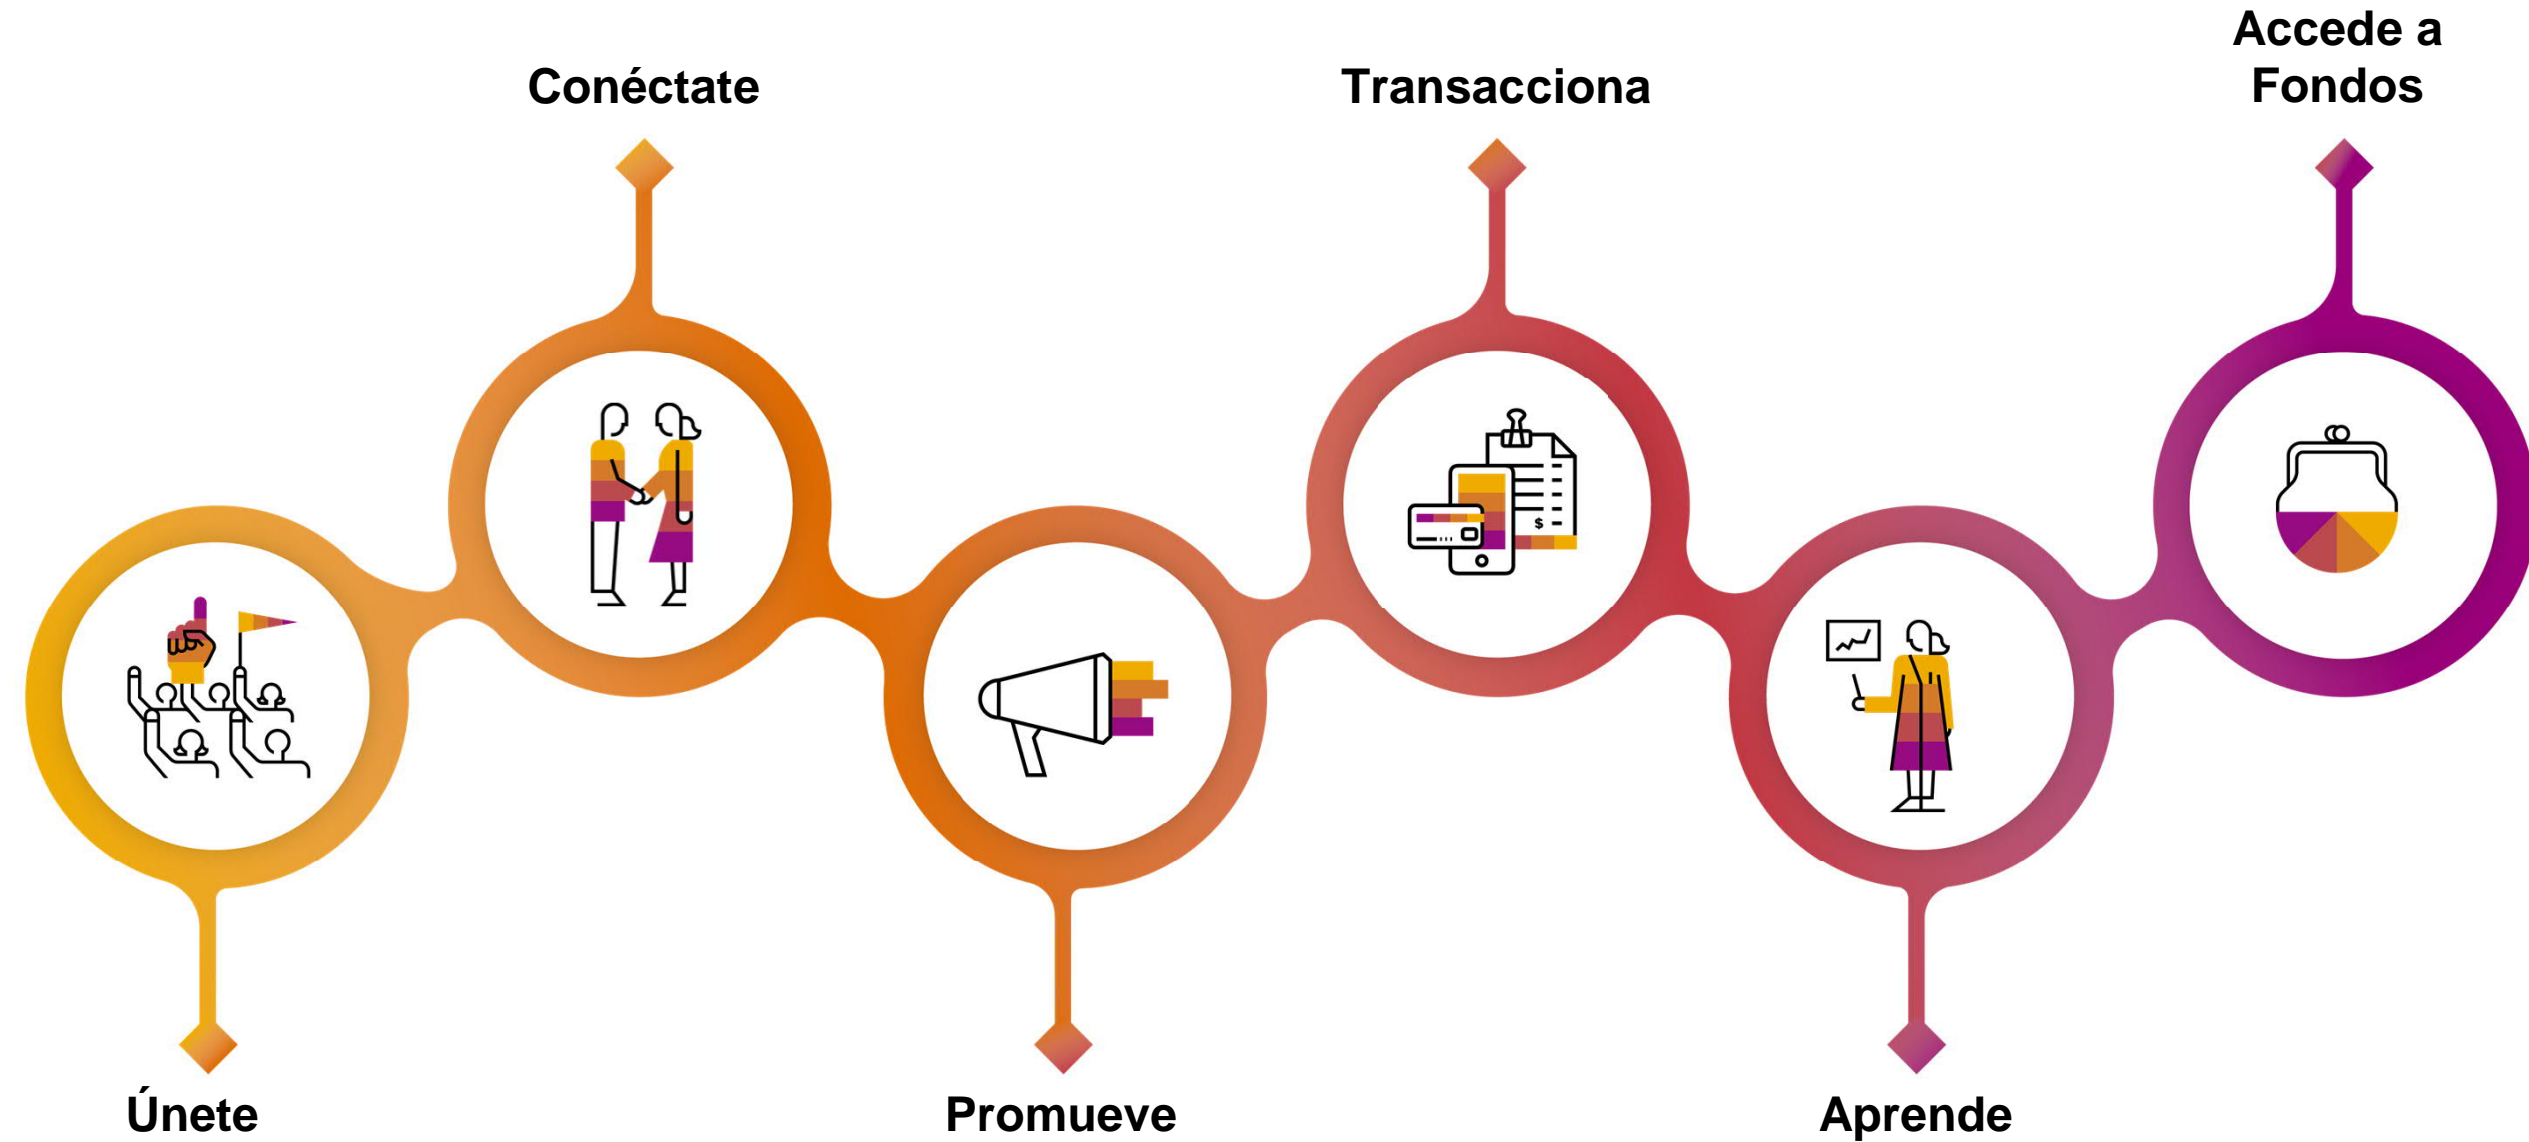 Accede a
Fondos
Conéctate
Transacciona
$
Únete
Promueve
Aprende